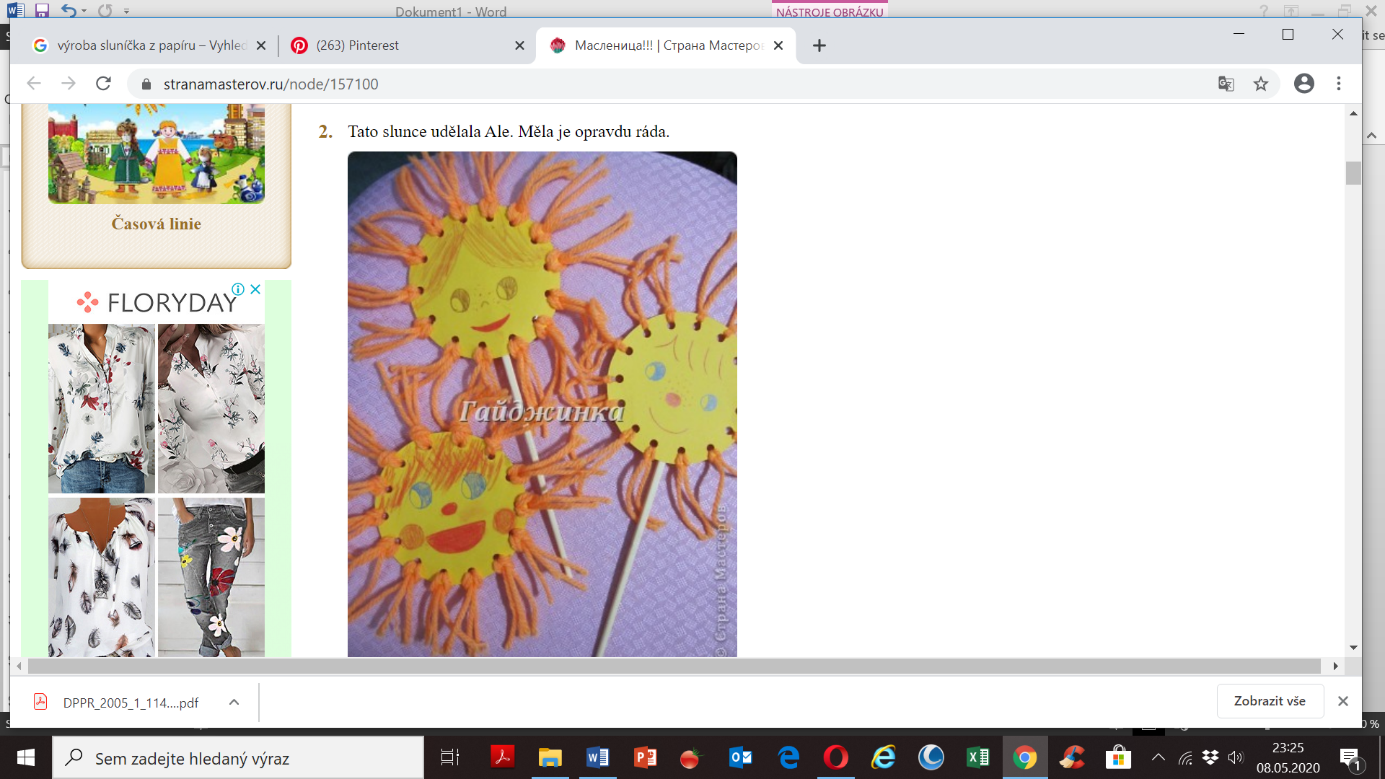 Dokument1 - Word
NÁSTROJE OBRÁZKU
výroba sluníčka z papíru – Vyhled
(263) Pinterest
Масленица!!! | Страна Мастеро
stranamasterov.ru/node/157100
2. Tato slunce udělala Ale. Měla je opravdu ráda.
Časová linie
FLORYDAY
Гайджинка
© Страна Мастеров
DPPR_2005_1_114....pdf
Zobrazit vše
Sem zadejte hledaný výraz
23:25
08.05.2020
1